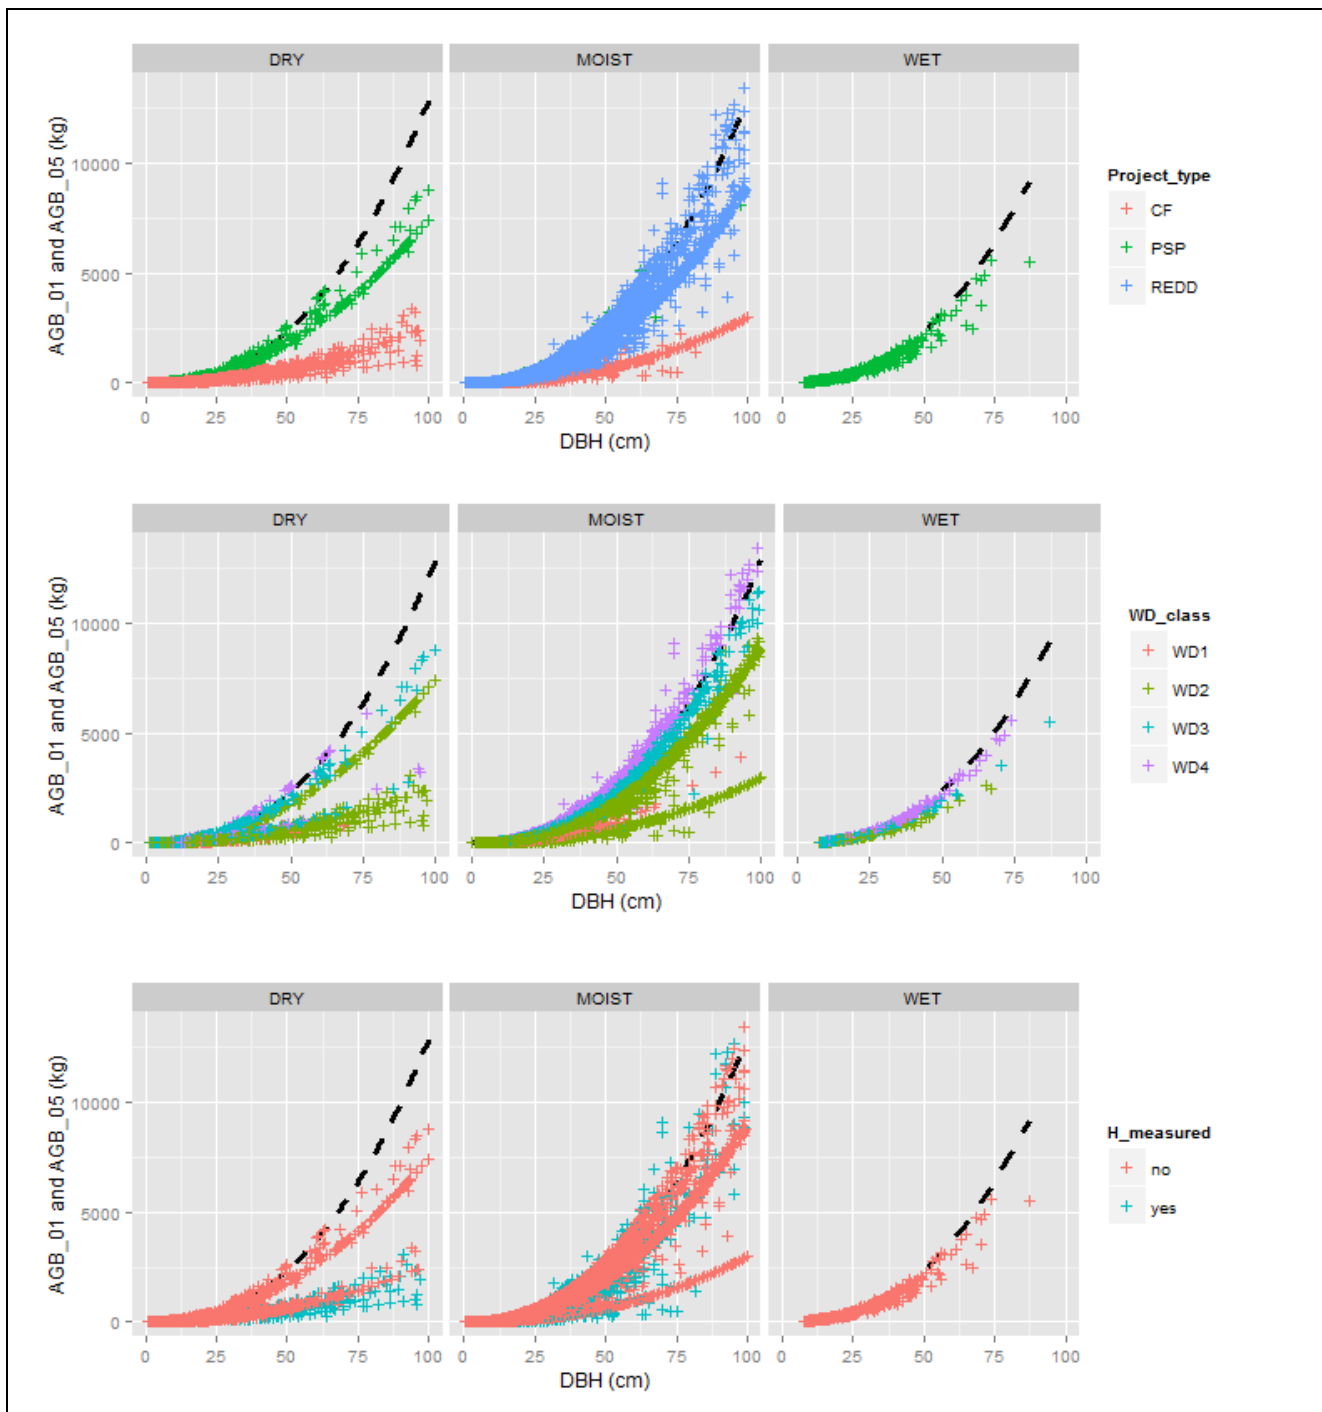 DRY MOIST WET
AGB_01 and AGB_05 (kg)
10000
5000
0
0 25 50 75 100 0 25 50 75 100 0 25 50 75 100
DBH (cm)
Project_type
CF
PSP
REDD
DRY MOIST WET
AGB_01 and AGB_05 (kg)
10000
5000
0
0 25 50 75 100 0 25 50 75 100 0 25 50 75 100
DBH (cm)
WD_class
WD1
WD2
WD3
WD4
DRY MOIST WET
AGB_01 and AGB_05 (kg)
10000
5000
0
0 25 50 75 100 0 25 50 75 100 0 25 50 75 100
DBH (cm)
H_measured
no
yes